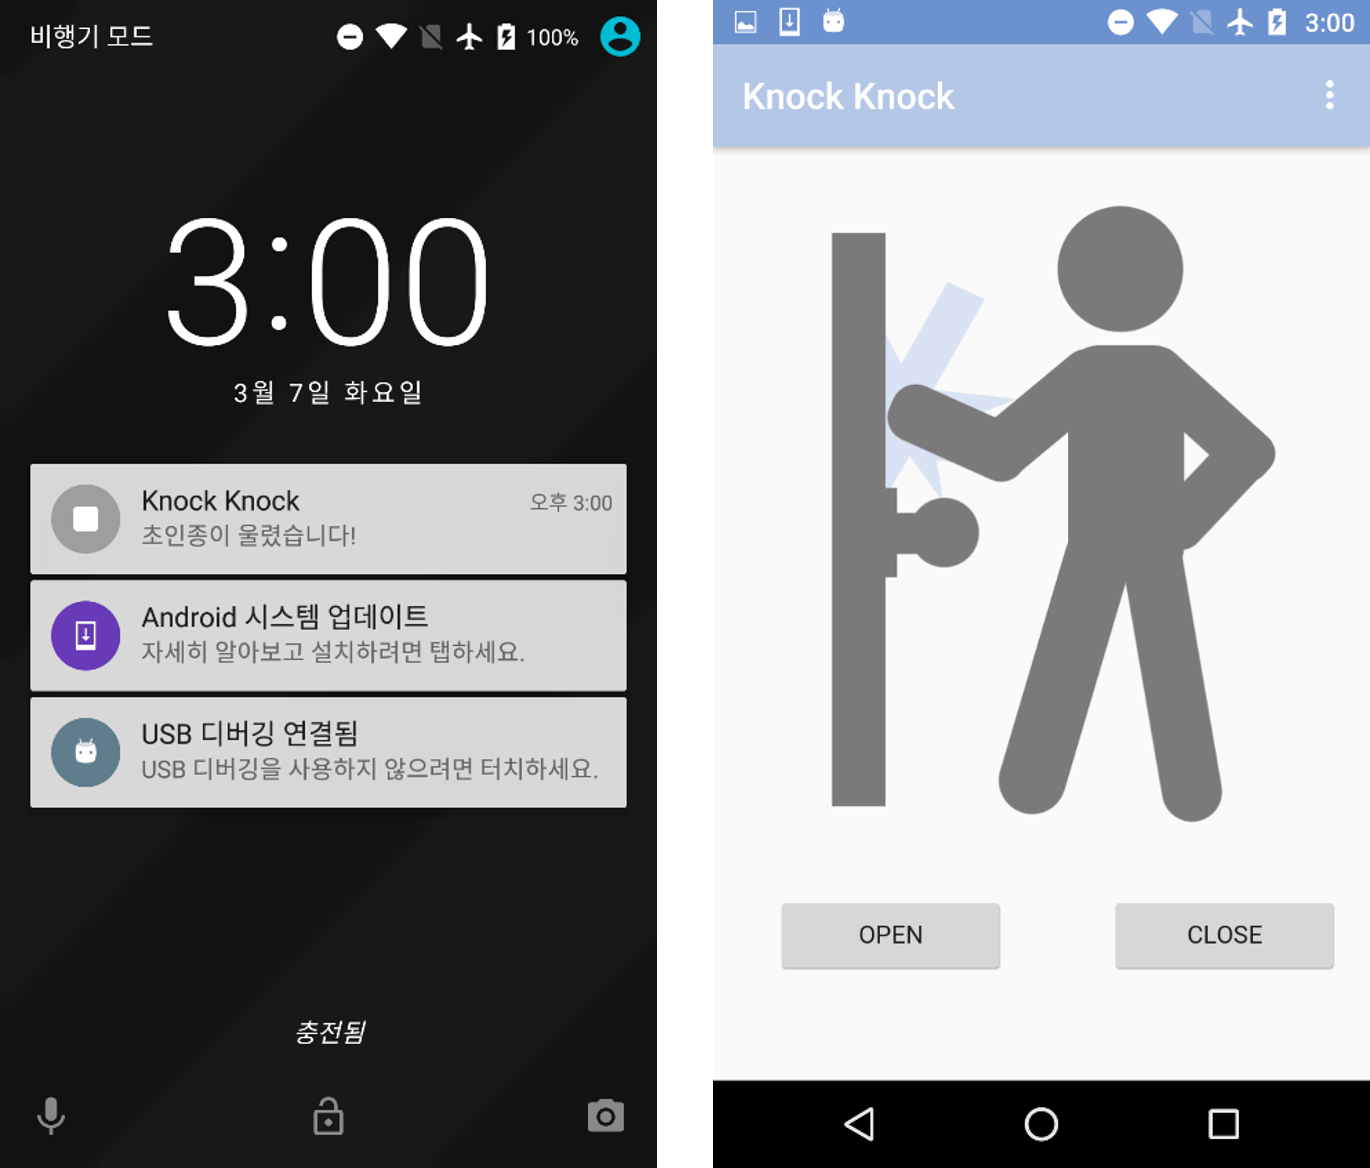 비행기 모드
100%
3:00
3월 7일 화요일
Knock Knock
오후 3:00
초인종이 울렸습니다!
Android 시스템 업데이트
자세히 알아보고 설치하려면 탭하세요.
USB 디버깅 연결됨
USB 디버깅을 사용하지 않으려면 터치하세요.
충전됨
3:00
Knock Knock
OPEN
CLOSE